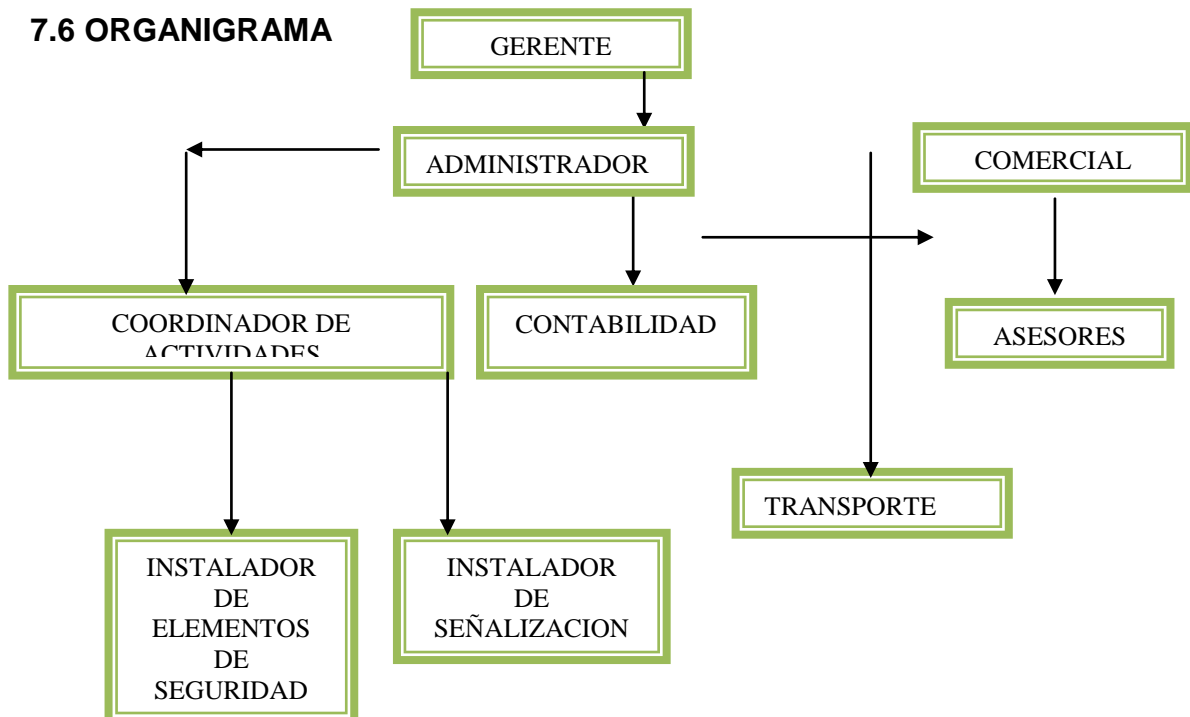 7.6 ORGANIGRAMA
GERENTE
ADMINISTRADOR
COMERCIAL
COORDINADOR DE
ACTIVIDADES
CONTABILIDAD
ASESORES
TRANSPORTE
INSTALADOR
DE
ELEMENTOS
DE
SEGURIDAD
INSTALADOR
DE
SEÑALIZACION